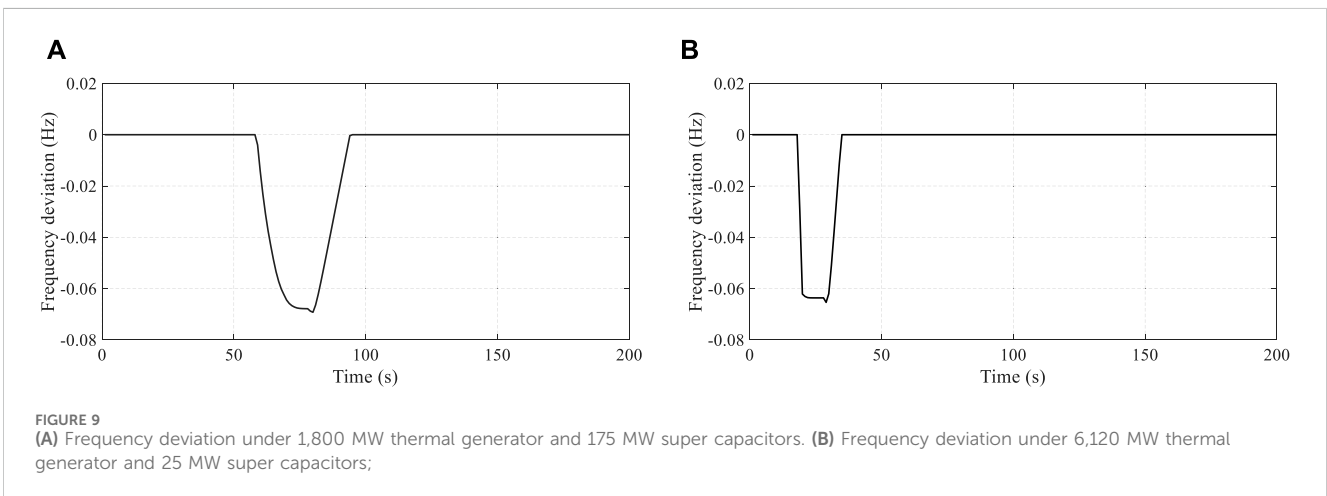 A
B
0.02
0
-0.02
-0.04
-0.06
-0.08
Frequency deviation (Hz)
0
50
100
150
200
Time (s)
0.02
0
-0.02
-0.04
-0.06
-0.08
Frequency deviation (Hz)
0
50
100
150
200
Time (s)
FIGURE 9
(A) Frequency deviation under 1,800 MW thermal generator and 175 MW super capacitors. (B) Frequency deviation under 6,120 MW thermal
generator and 25 MW super capacitors;